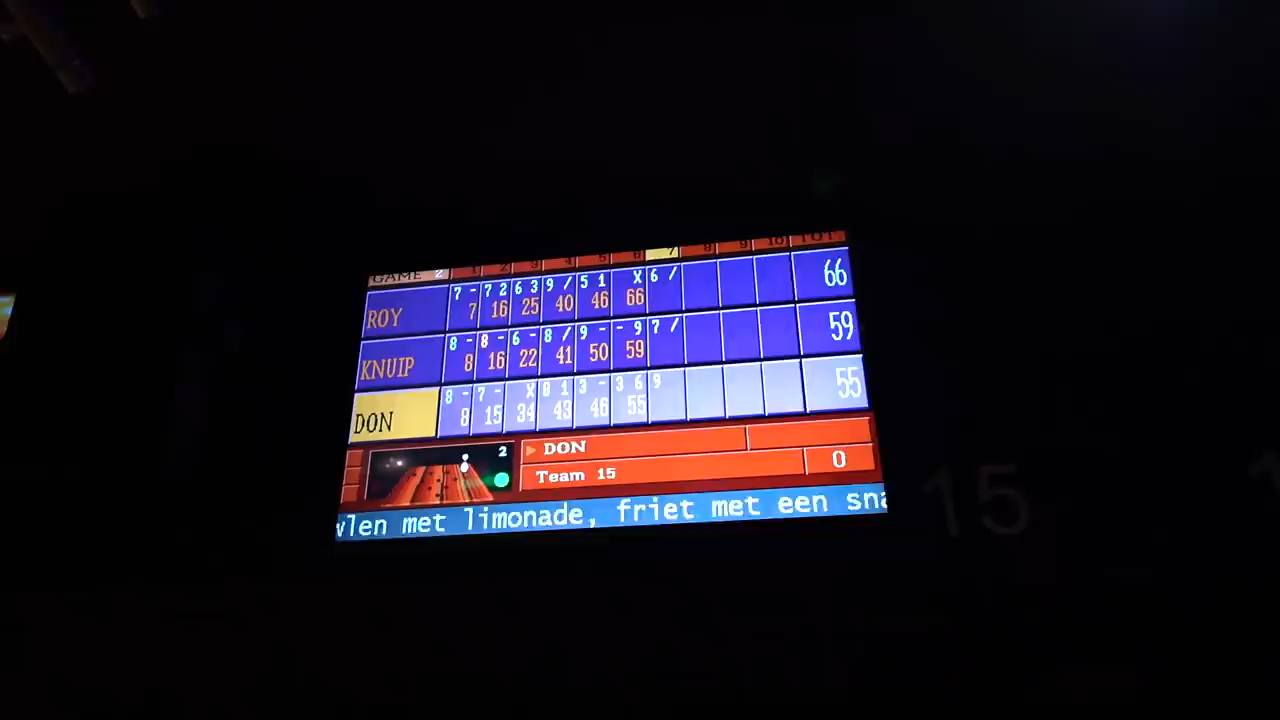 GAME 2 1 2 3 4 5 6 7 8 9 10 TOT.
7 - 7 2 6 3 9 / 5 1 X 6 /
ROY 7 16 25 40 46 66 66
8 - 8 - 6 - 8 / 9 - - 9 7 /
KNUIP 8 16 22 41 50 59 59
8 - 7 - X 8 1 3 - 3 6 9
DON 8 15 34 43 46 55 55
2
DON
Team 15 0
wlen met limonade, friet met een sna
15